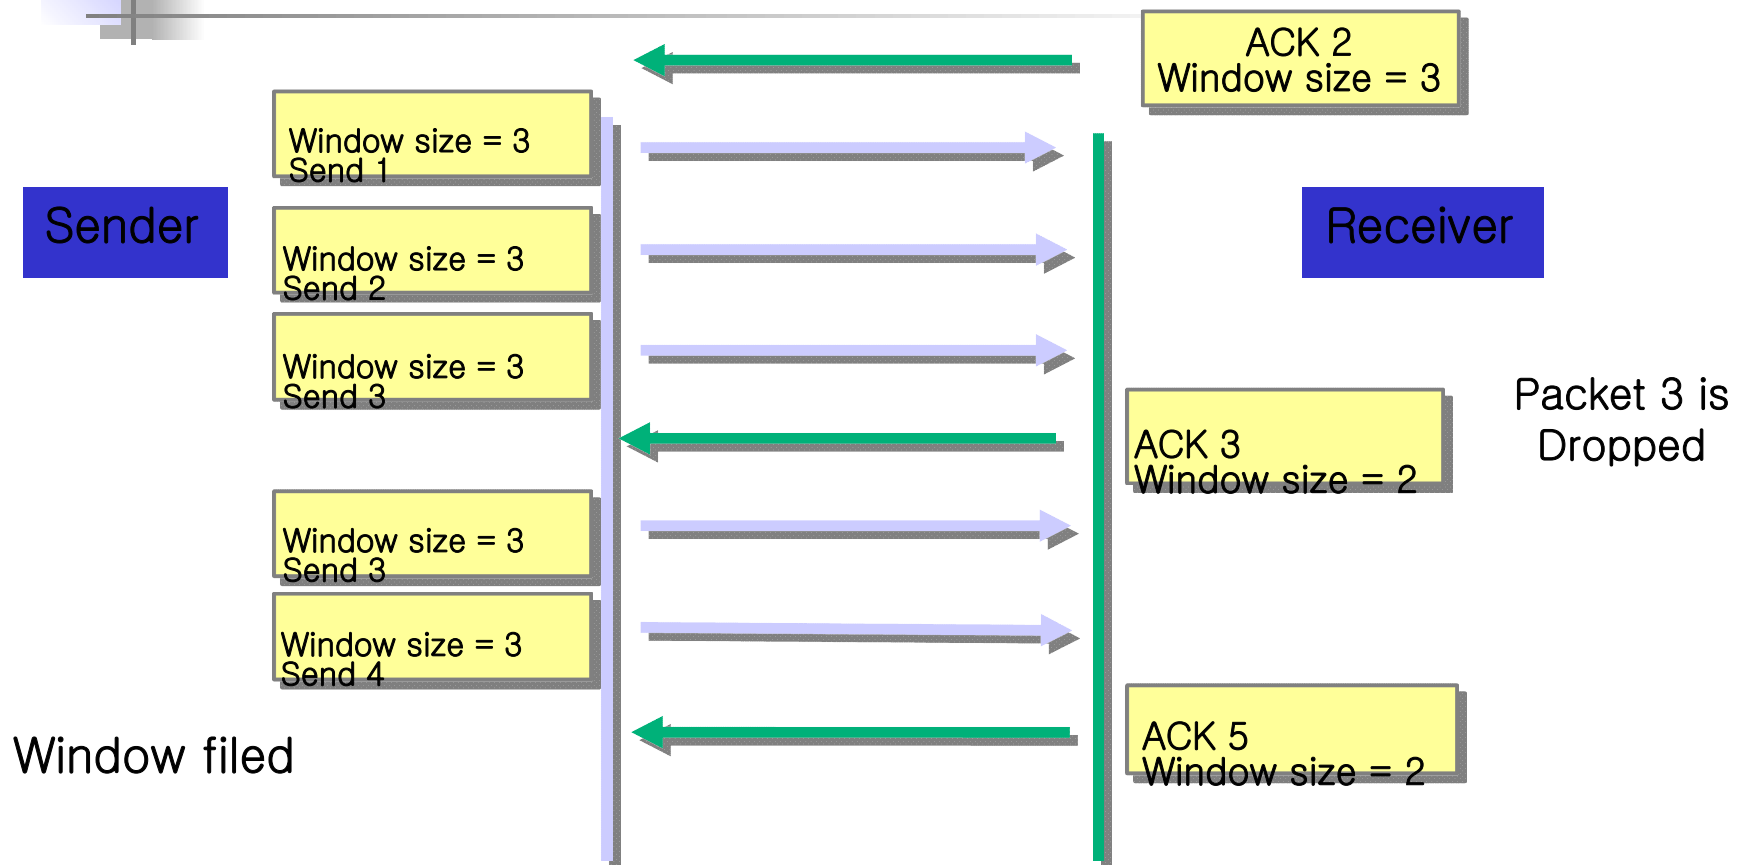 ACK 2
Window size = 3
Window size = 3
Send 1
Sender
Receiver
Window size = 3
Send 2
Window size = 3
Send 3
Packet 3 is
Dropped
ACK 3
Window size = 2
Window size = 3
Send 3
Window size = 3
Send 4
Window filed
ACK 5
Window size = 2